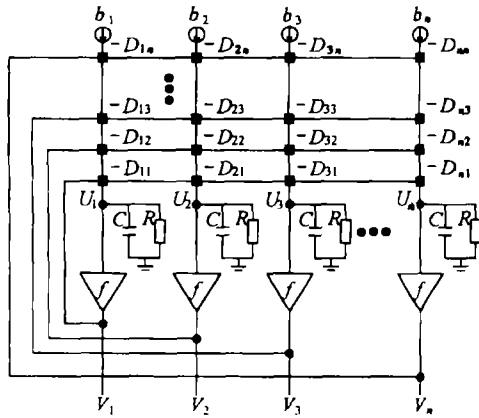 b₁ b₂ b₃ bₙ
−D₁ₙ −D₂ₙ −D₃ₙ −Dₙₙ
−D₁₃ −D₂₃ −D₃₃ −Dₙ₃
−D₁₂ −D₂₂ −D₃₂ −Dₙ₂
−D₁₁ −D₂₁ −D₃₁ −Dₙ₁
U₁ U₂ U₃ Uₙ
C R C R C R C R
f f f f
V₁ V₂ V₃ Vₙ